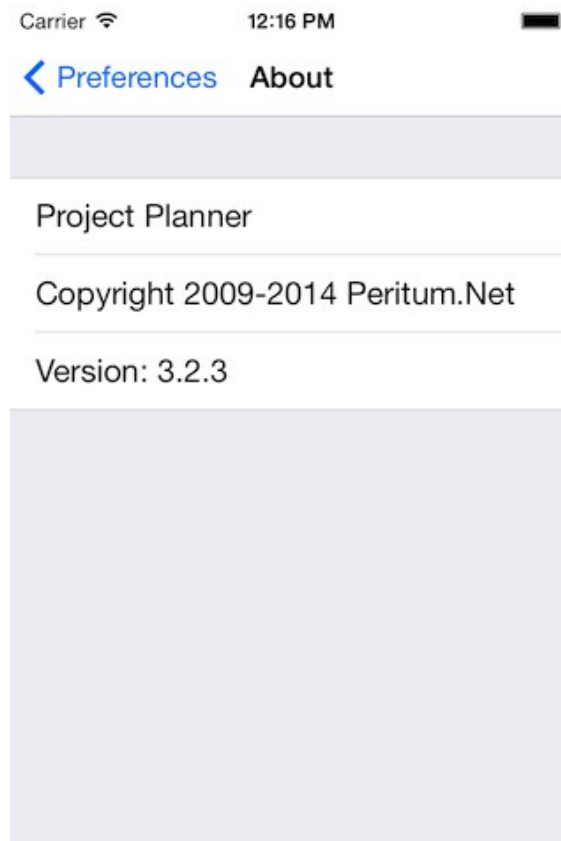 Carrier 12:16 PM
Preferences About
Project Planner
Copyright 2009-2014 Peritum.Net
Version: 3.2.3